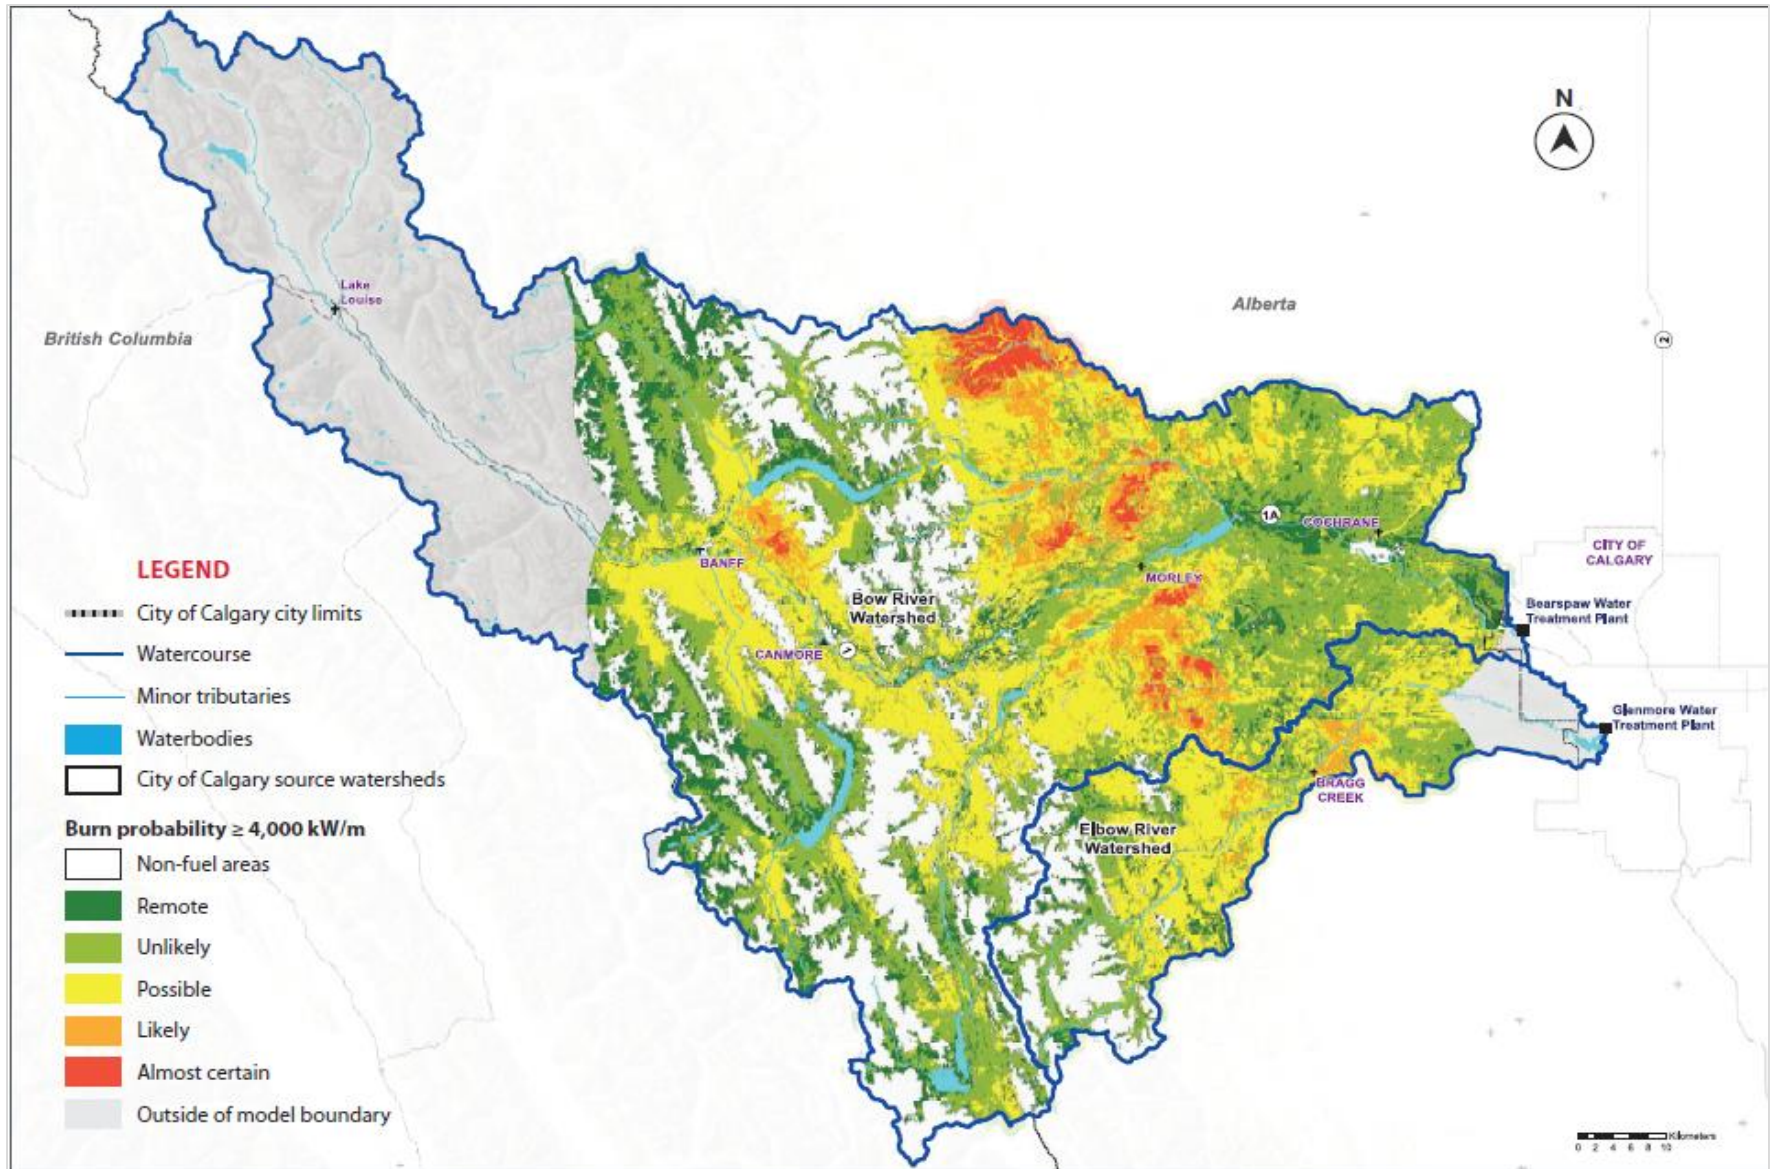 N
Lake
Louise
Alberta
British Columbia
2
1A
COCHRANE
CITY OF
CALGARY
BANFF
MORLEY
Bow River
Watershed
Bearspaw Water
Treatment Plant
CANMORE
1
Glenmore Water
Treatment Plant
BRAGG
CREEK
Elbow River
Watershed
LEGEND
City of Calgary city limits
Watercourse
Minor tributaries
Waterbodies
City of Calgary source watersheds
Burn probability ≥ 4,000 kW/m
Non-fuel areas
Remote
Unlikely
Possible
Likely
Almost certain
Outside of model boundary
Kilometers
0 2 4 6 8 10